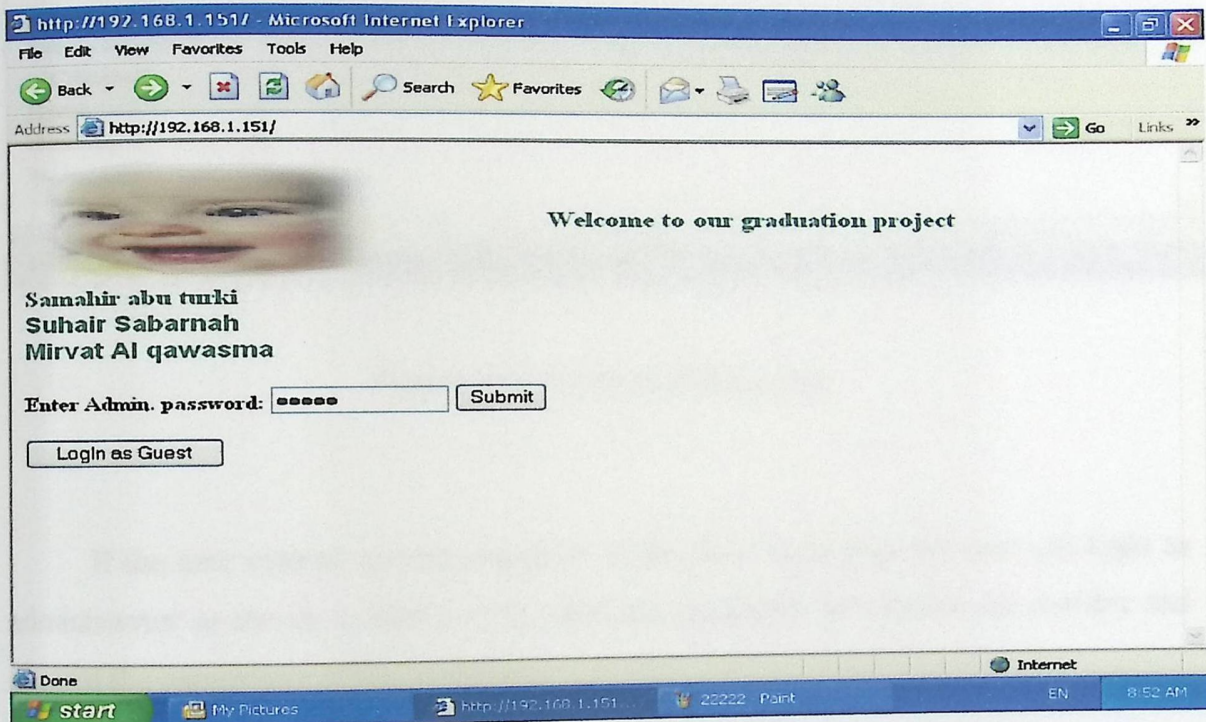 http://192.168.1.151/ - Microsoft Internet Explorer
File Edit View Favorites Tools Help
Back Search Favorites
Address http://192.168.1.151/ Go Links »
Welcome to our graduation project
Samahir abu turki
Suhair Sabarnah
Mirvat Al qawasma
Enter Admin. password: ●●●●● Submit
LogIn as Guest
Done Internet
start My Pictures http://192.168.1.151... 22222 - Paint EN 8:52 AM